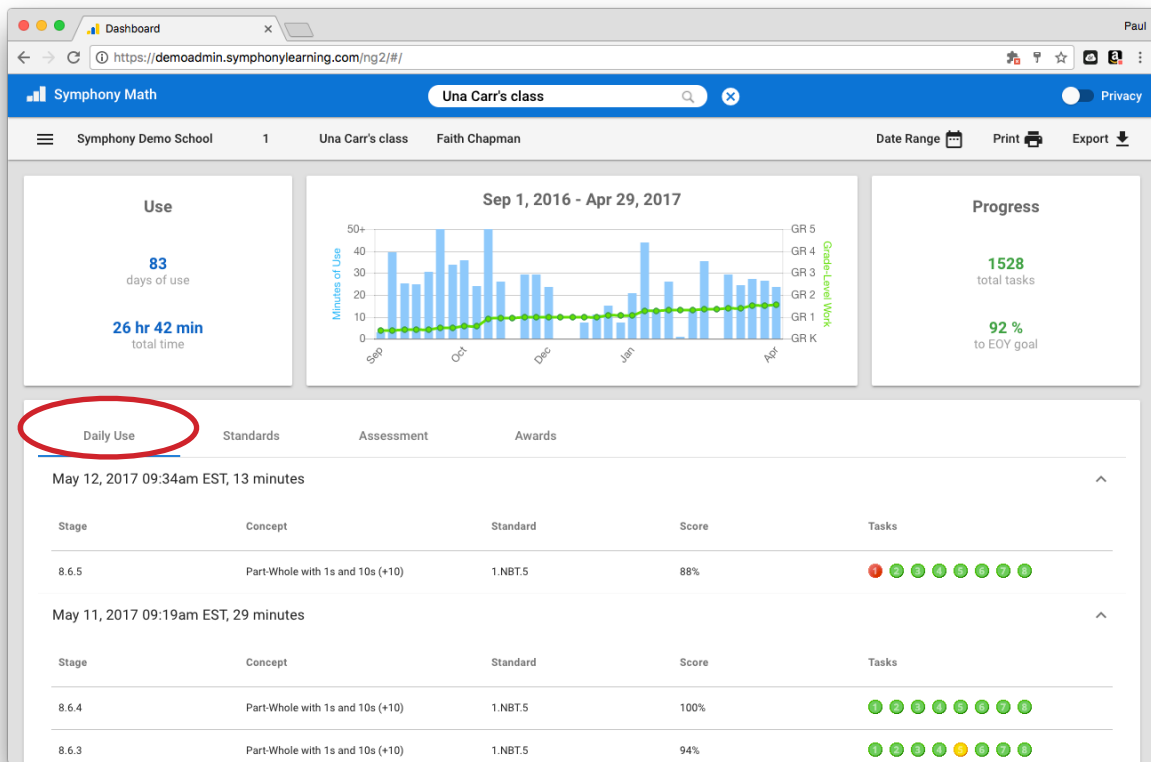 Dashboard
Paul
https://demoadmin.symphonylearning.com/ng2/#/
Symphony Math
Una Carr's class
Privacy
Symphony Demo School 1 Una Carr's class Faith Chapman Date Range Print Export
Use
83
days of use
26 hr 42 min
total time
Sep 1, 2016 - Apr 29, 2017
Minutes of Use
50+
40
30
20
10
0
GR 5
GR 4
GR 3
GR 2
GR 1
GR K
Grade-Level Work
Sep Oct Dec Jan Apr
Progress
1528
total tasks
92 %
to EOY goal
Daily Use Standards Assessment Awards
May 12, 2017 09:34am EST, 13 minutes
Stage Concept Standard Score Tasks
8.6.5 Part-Whole with 1s and 10s (+10) 1.NBT.5 88% 1 2 3 4 5 6 7 8
May 11, 2017 09:19am EST, 29 minutes
Stage Concept Standard Score Tasks
8.6.4 Part-Whole with 1s and 10s (+10) 1.NBT.5 100% 1 2 3 4 5 6 7 8
8.6.3 Part-Whole with 1s and 10s (+10) 1.NBT.5 94% 1 2 3 4 5 6 7 8